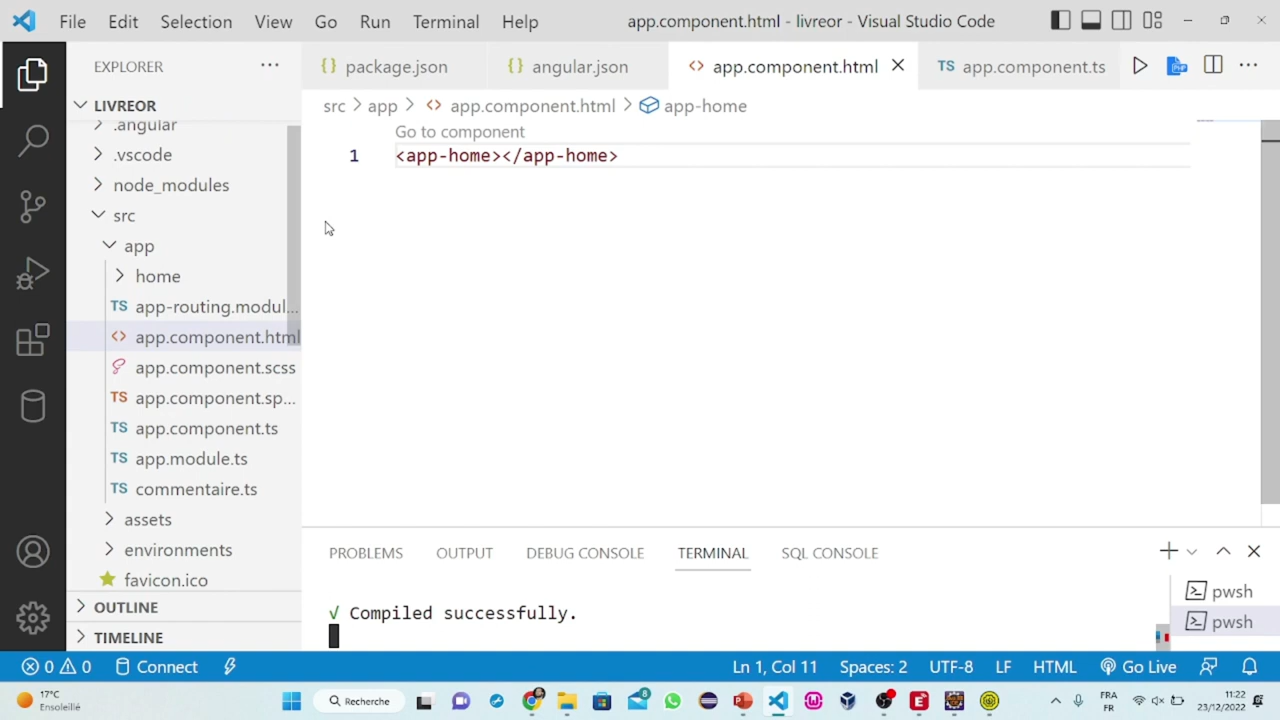 File Edit Selection View Go Run Terminal Help
app.component.html - livreor - Visual Studio Code
EXPLORER
LIVREOR
.angular
.vscode
node_modules
src
app
home
app-routing.modul...
app.component.html
app.component.scss
app.component.sp...
app.component.ts
app.module.ts
commentaire.ts
assets
environments
favicon.ico
OUTLINE
TIMELINE
{} package.json
{} angular.json
<> app.component.html
TS app.component.ts
src > app > <> app.component.html > app-home
Go to component
1 <app-home></app-home>
PROBLEMS OUTPUT DEBUG CONSOLE TERMINAL SQL CONSOLE
√ Compiled successfully.
pwsh
pwsh
0 0 Connect
Ln 1, Col 11 Spaces: 2 UTF-8 LF HTML Go Live
17°C
Ensoleillé
Recherche
8
FRA
FR
11:22
23/12/2022